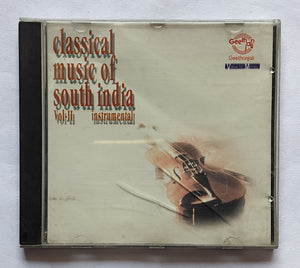 classical
music of
south india
Vol-II instrumental
Geethanjali